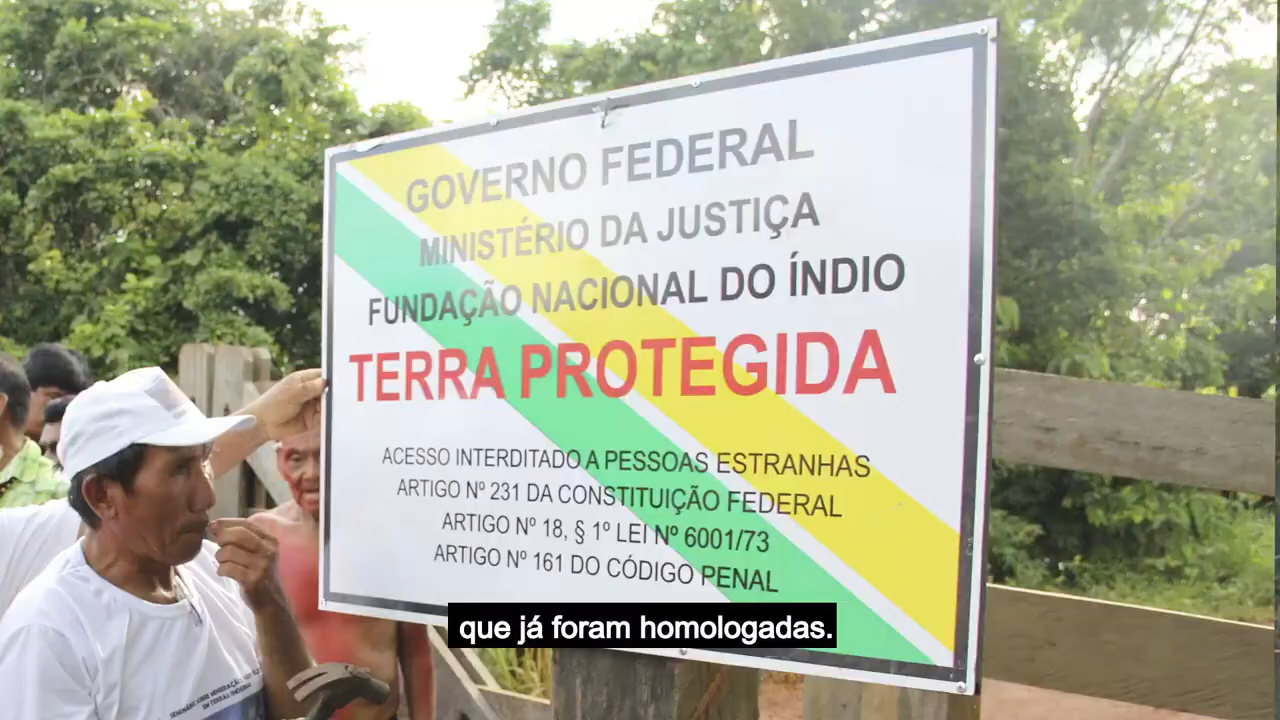 GOVERNO FEDERAL
MINISTÉRIO DA JUSTIÇA
FUNDAÇÃO NACIONAL DO ÍNDIO
TERRA PROTEGIDA
ACESSO INTERDITADO A PESSOAS ESTRANHAS
ARTIGO Nº 231 DA CONSTITUIÇÃO FEDERAL
ARTIGO Nº 18, § 1º LEI Nº 6001/73
ARTIGO Nº 161 DO CÓDIGO PENAL
que já foram homologadas.